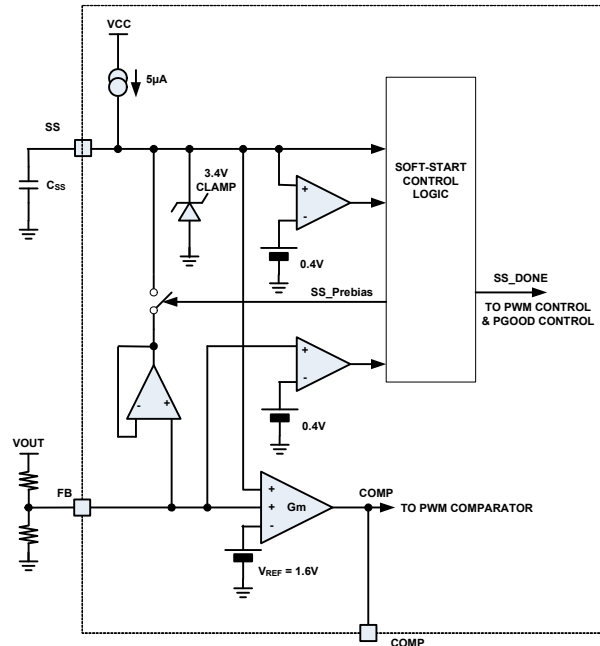 VCC
5µA
SS
3.4V
CLAMP
CSS
+
-
0.4V
SOFT-START
CONTROL
LOGIC
SS_DONE
TO PWM CONTROL
& PGOOD CONTROL
SS_Prebias
+
-
0.4V
-
+
VOUT
FB
+
+
-
Gm
COMP
TO PWM COMPARATOR
VREF = 1.6V
COMP